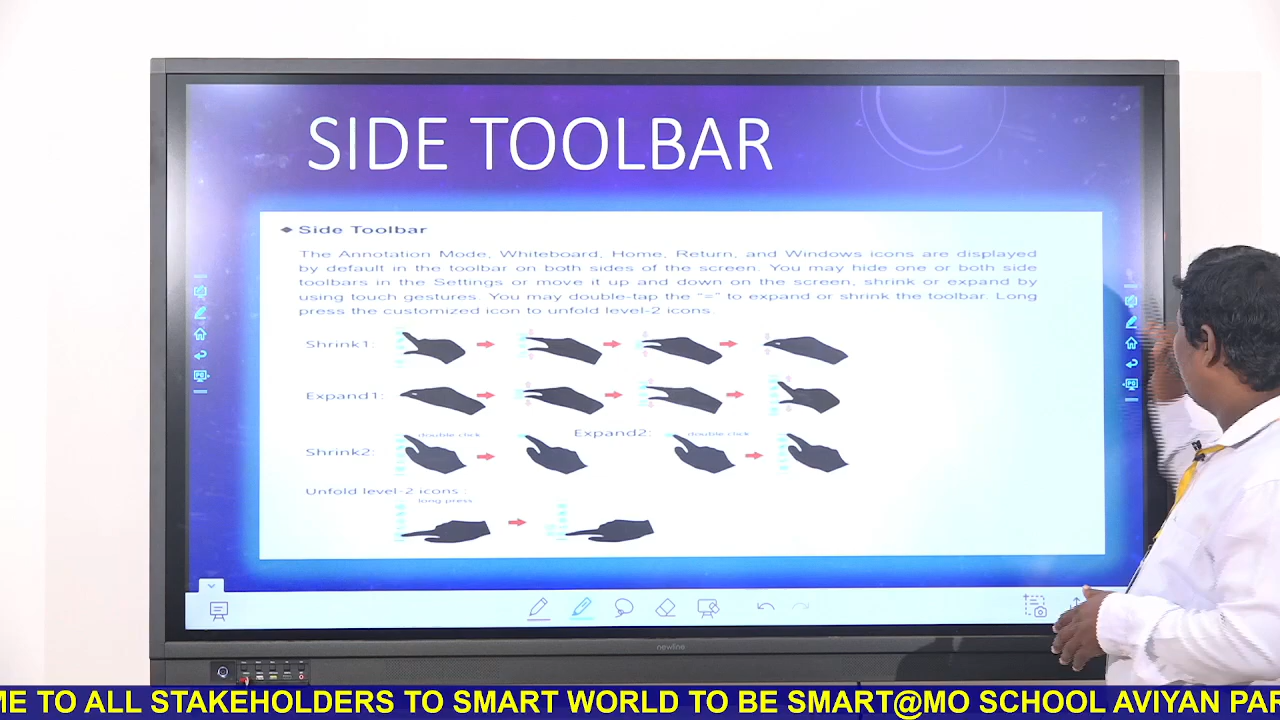 SIDE TOOLBAR
◆ Side Toolbar
The Annotation Mode, Whiteboard, Home, Return, and Windows icons are displayed
by default in the toolbar on both sides of the screen. You may hide one or both side
toolbars in the Settings or move it up and down on the screen, shrink or expand by
using touch gestures. You may double-tap the "=" to expand or shrink the toolbar. Long
press the customized icon to unfold level-2 icons.
Shrink1:
Expand1:
double click
Expand2:
double click
Shrink2:
Unfold level-2 icons :
long press
newline
ME TO ALL STAKEHOLDERS TO SMART WORLD TO BE SMART@MO SCHOOL AVIYAN PAR